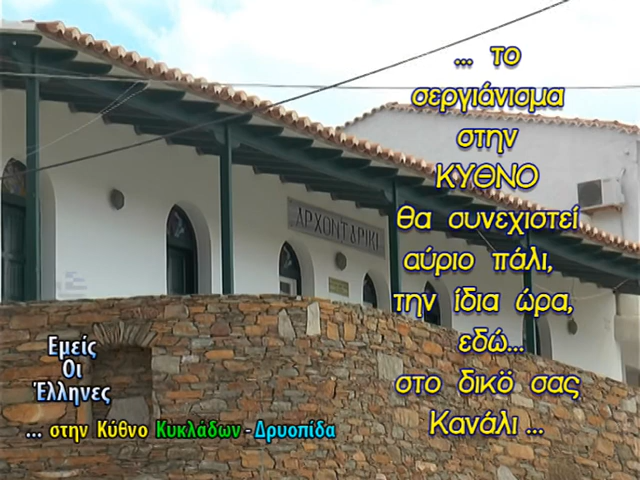 ... το
σεργιάνισμα
στην
ΚΥΘΝΟ
θα συνεχιστεί
αύριο πάλι,
την ίδια ώρα,
εδώ...
στο δικϋ σας
Κανάλι ...
ΑΡΧΟΝΤΑΡΙΚΙ
Εμείς
Οι
Έλληνες
... στην Κύθνο Κυκλάδων - Δρυοπίδα